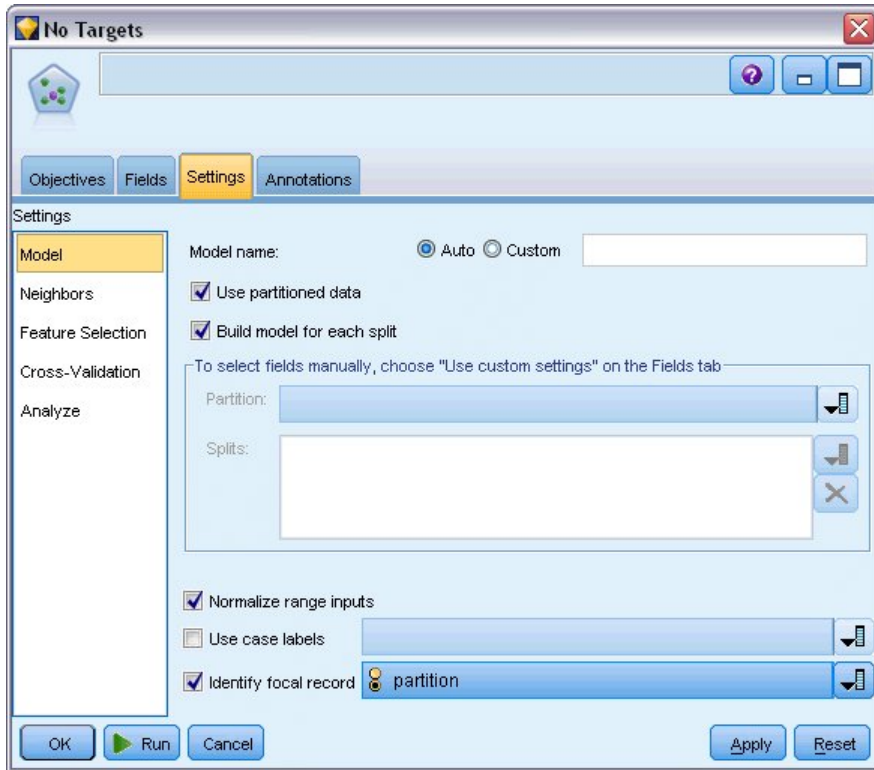 No Targets
Objectives Fields Settings Annotations
Settings
Model
Neighbors
Feature Selection
Cross-Validation
Analyze
Model name: Auto Custom
Use partitioned data
Build model for each split
To select fields manually, choose "Use custom settings" on the Fields tab
Partition:
Splits:
Normalize range inputs
Use case labels
Identify focal record partition
OK Run Cancel Apply Reset